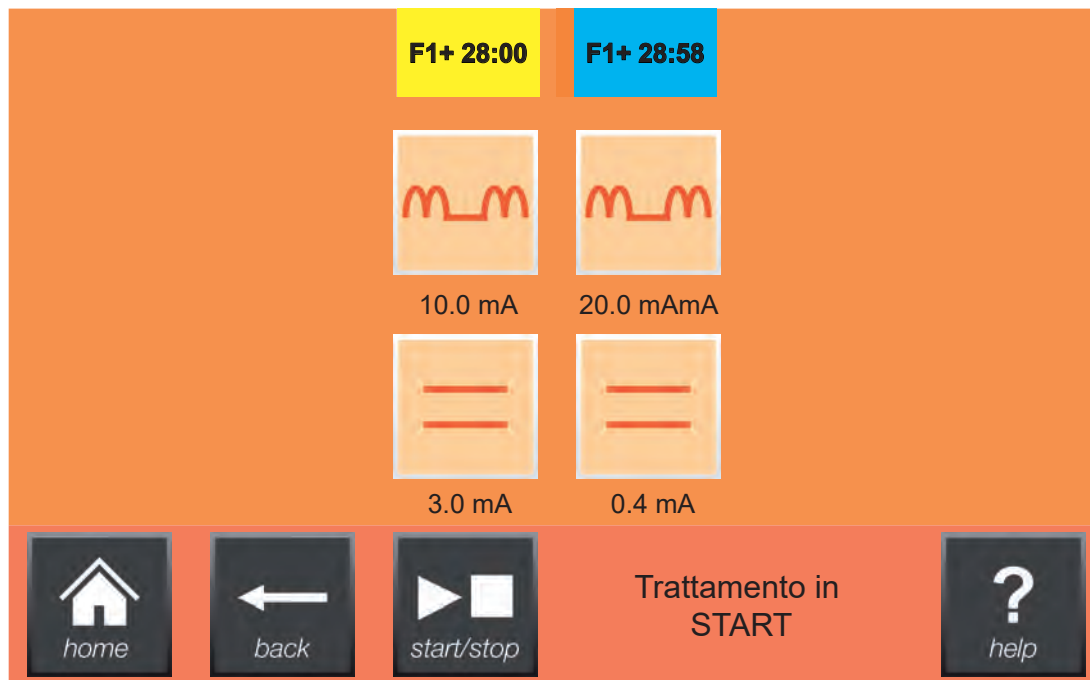 F1+ 28:00 F1+ 28:58
10.0 mA 20.0 mAmA
3.0 mA 0.4 mA
home back start/stop Trattamento in
START help